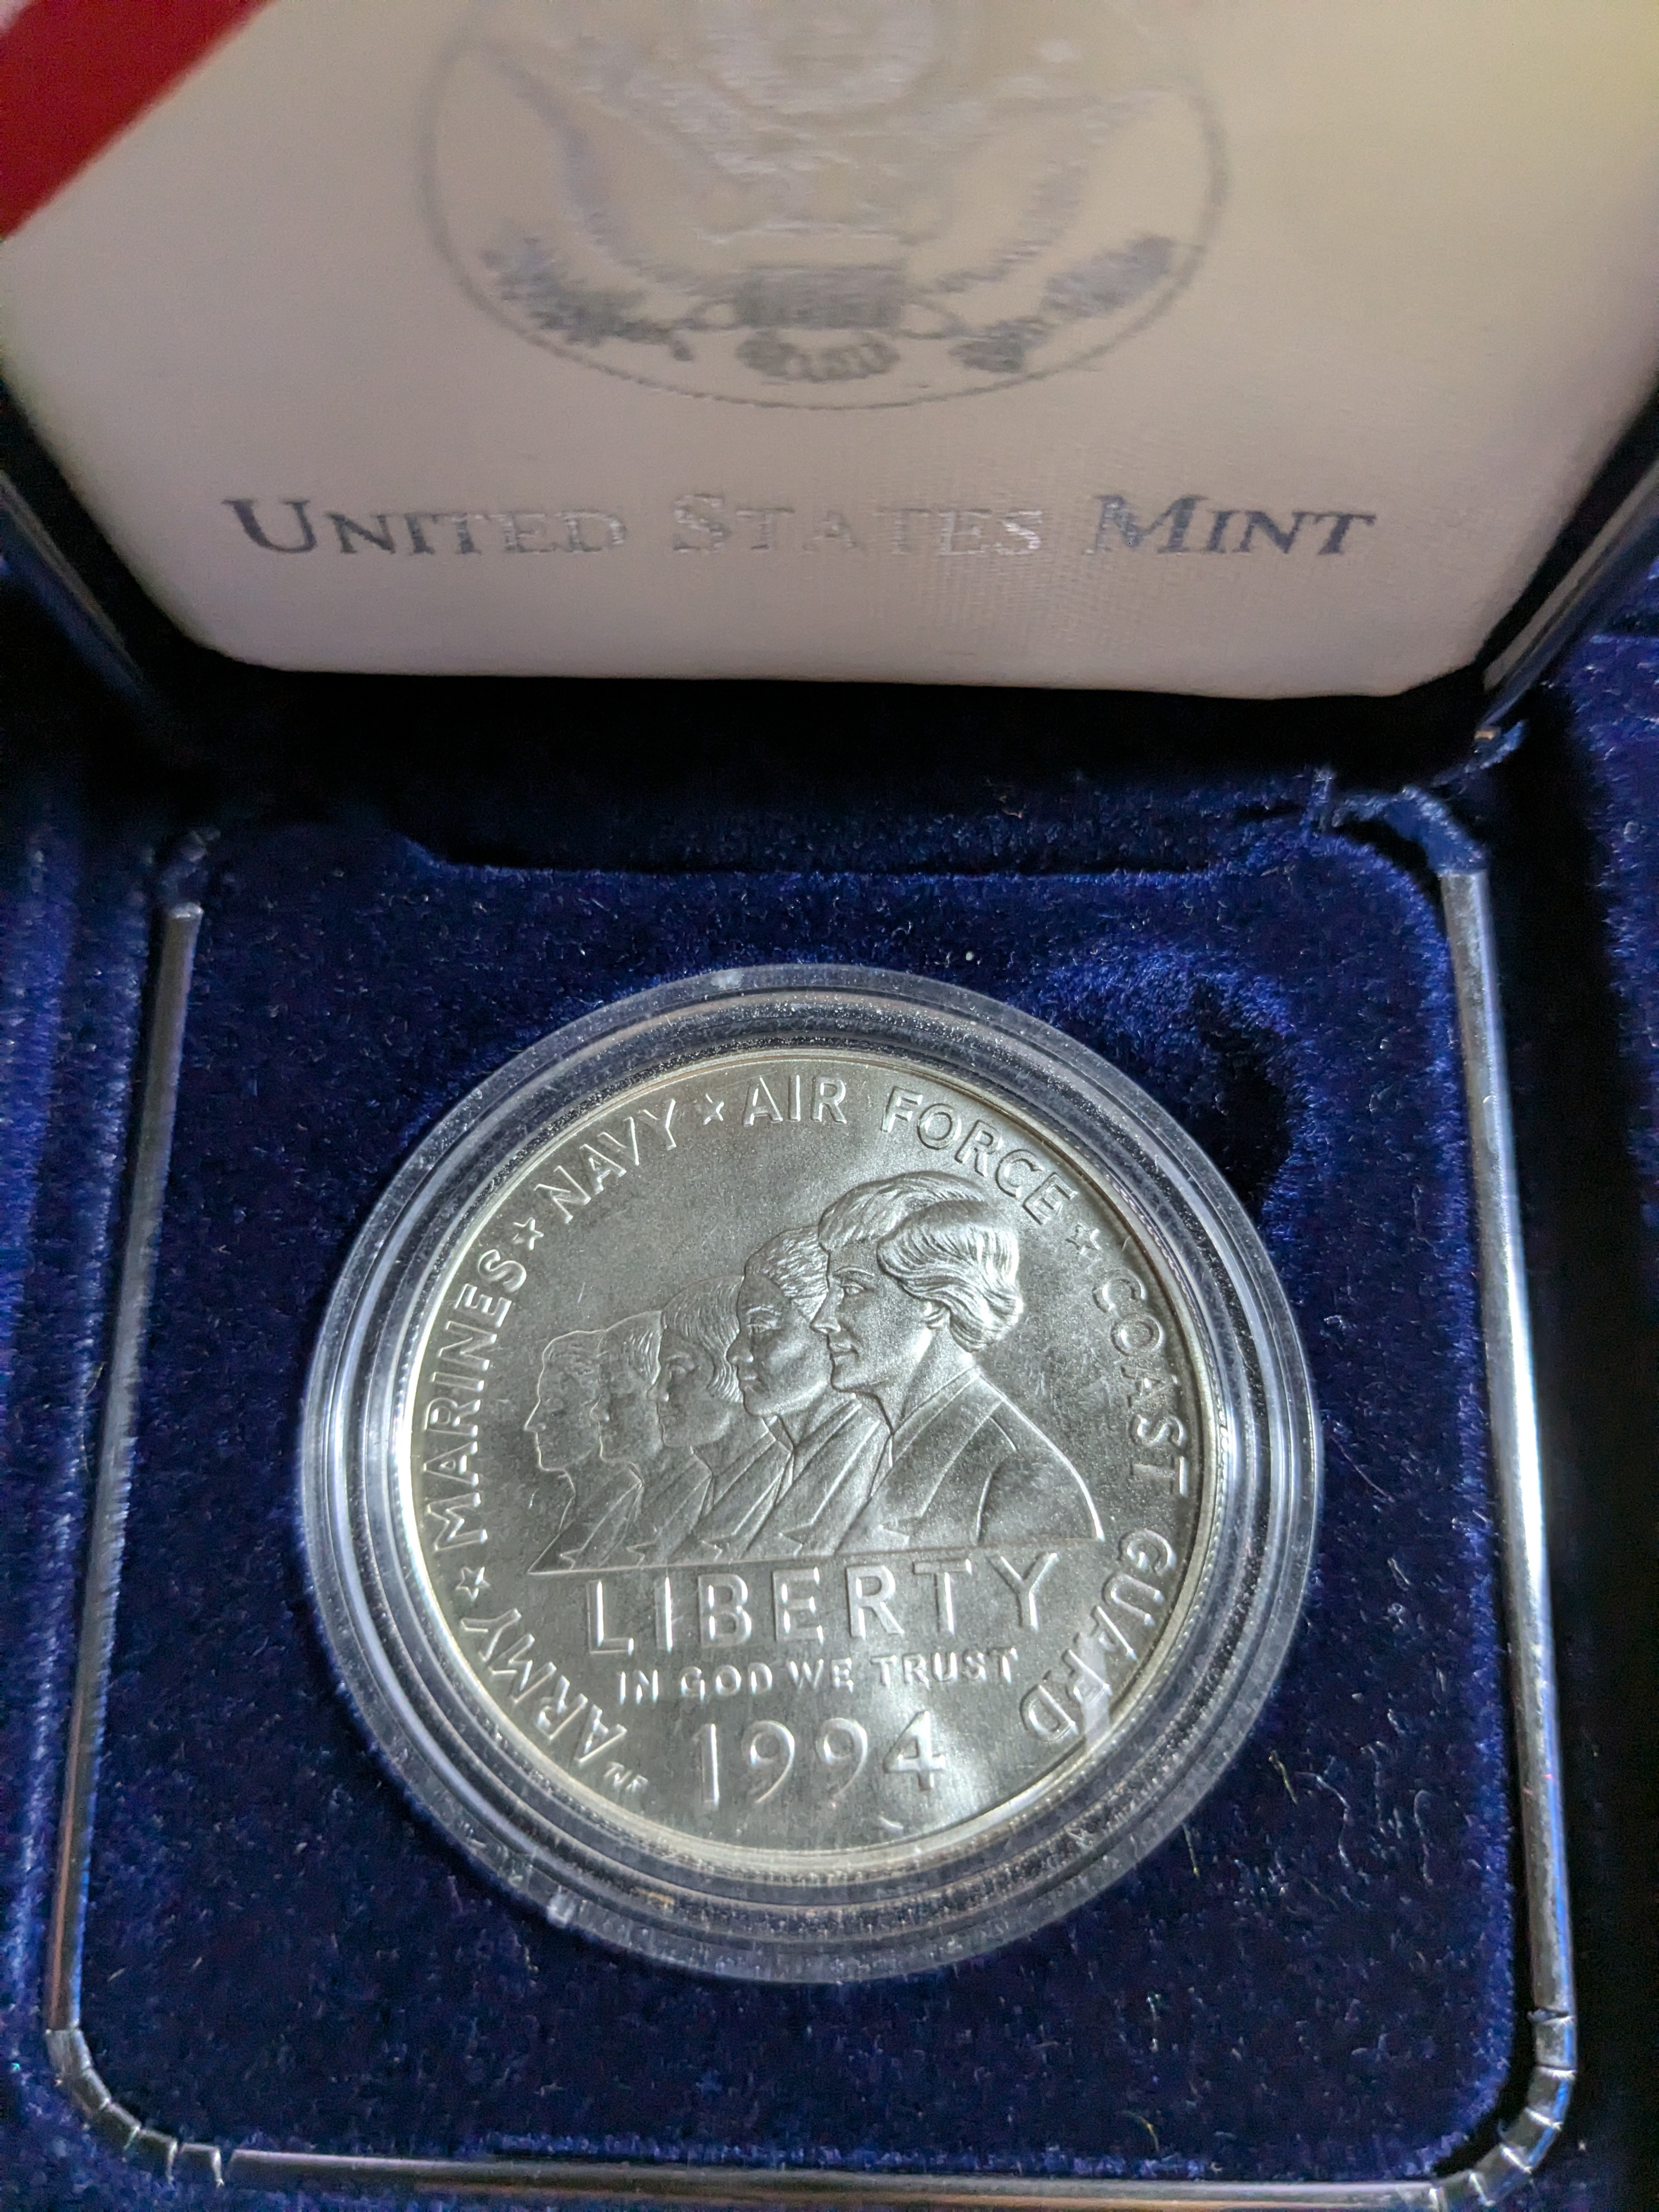 UNITED STATES MINT
ARMY ★ MARINES ★ NAVY ★ AIR FORCE ★ COAST GUARD
LIBERTY
IN GOD WE TRUST
1994